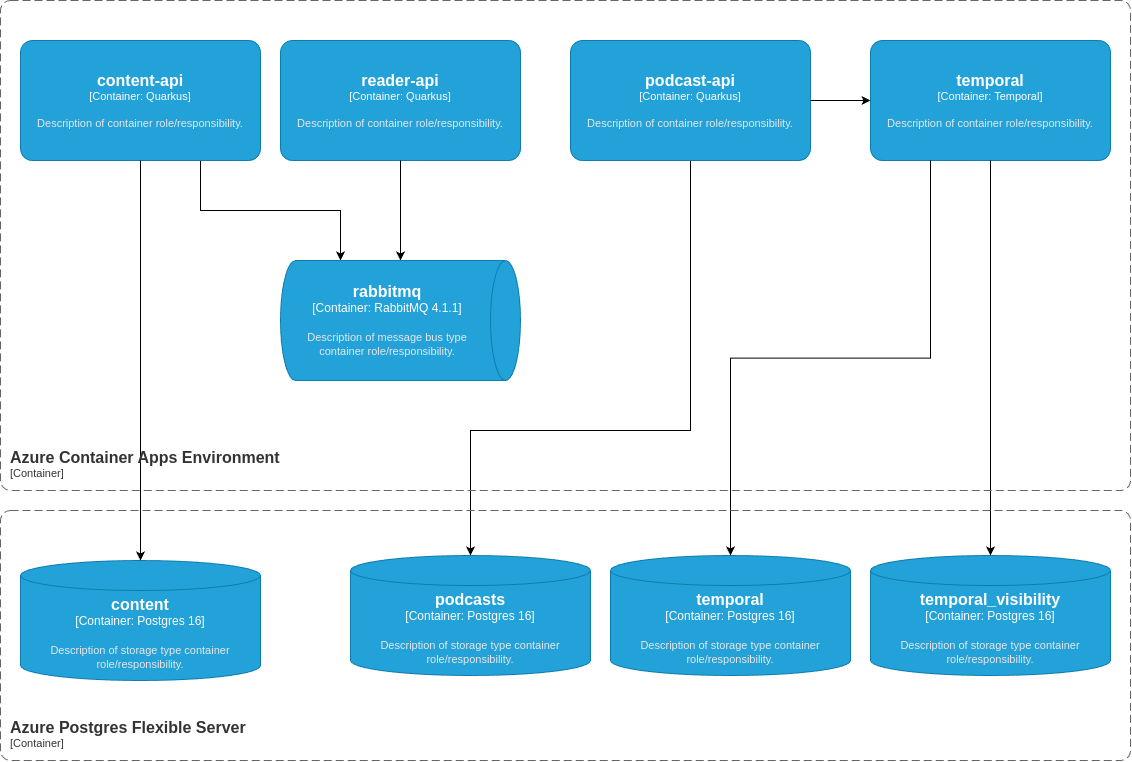 content-api
[Container: Quarkus]
Description of container role/responsibility.
reader-api
[Container: Quarkus]
Description of container role/responsibility.
podcast-api
[Container: Quarkus]
Description of container role/responsibility.
temporal
[Container: Temporal]
Description of container role/responsibility.
rabbitmq
[Container: RabbitMQ 4.1.1]
Description of message bus type
container role/responsibility.
Azure Container Apps Environment
[Container]
content
[Container: Postgres 16]
Description of storage type container
role/responsibility.
podcasts
[Container: Postgres 16]
Description of storage type container
role/responsibility.
temporal
[Container: Postgres 16]
Description of storage type container
role/responsibility.
temporal_visibility
[Container: Postgres 16]
Description of storage type container
role/responsibility.
Azure Postgres Flexible Server
[Container]